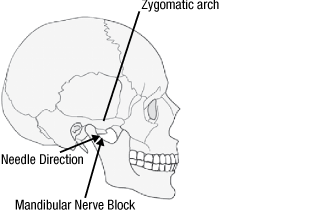 Zygomatic arch
Needle Direction
Mandibular Nerve Block